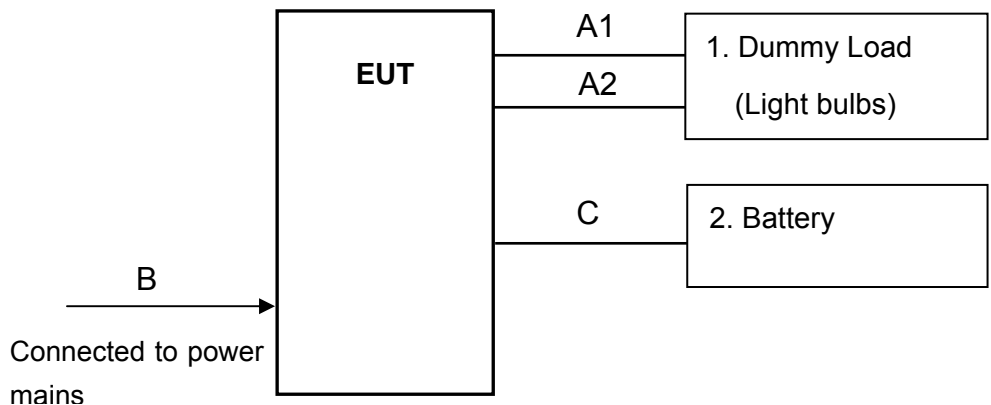 A1
EUT
1. Dummy Load
A2
(Light bulbs)
C
2. Battery
B
Connected to power
mains